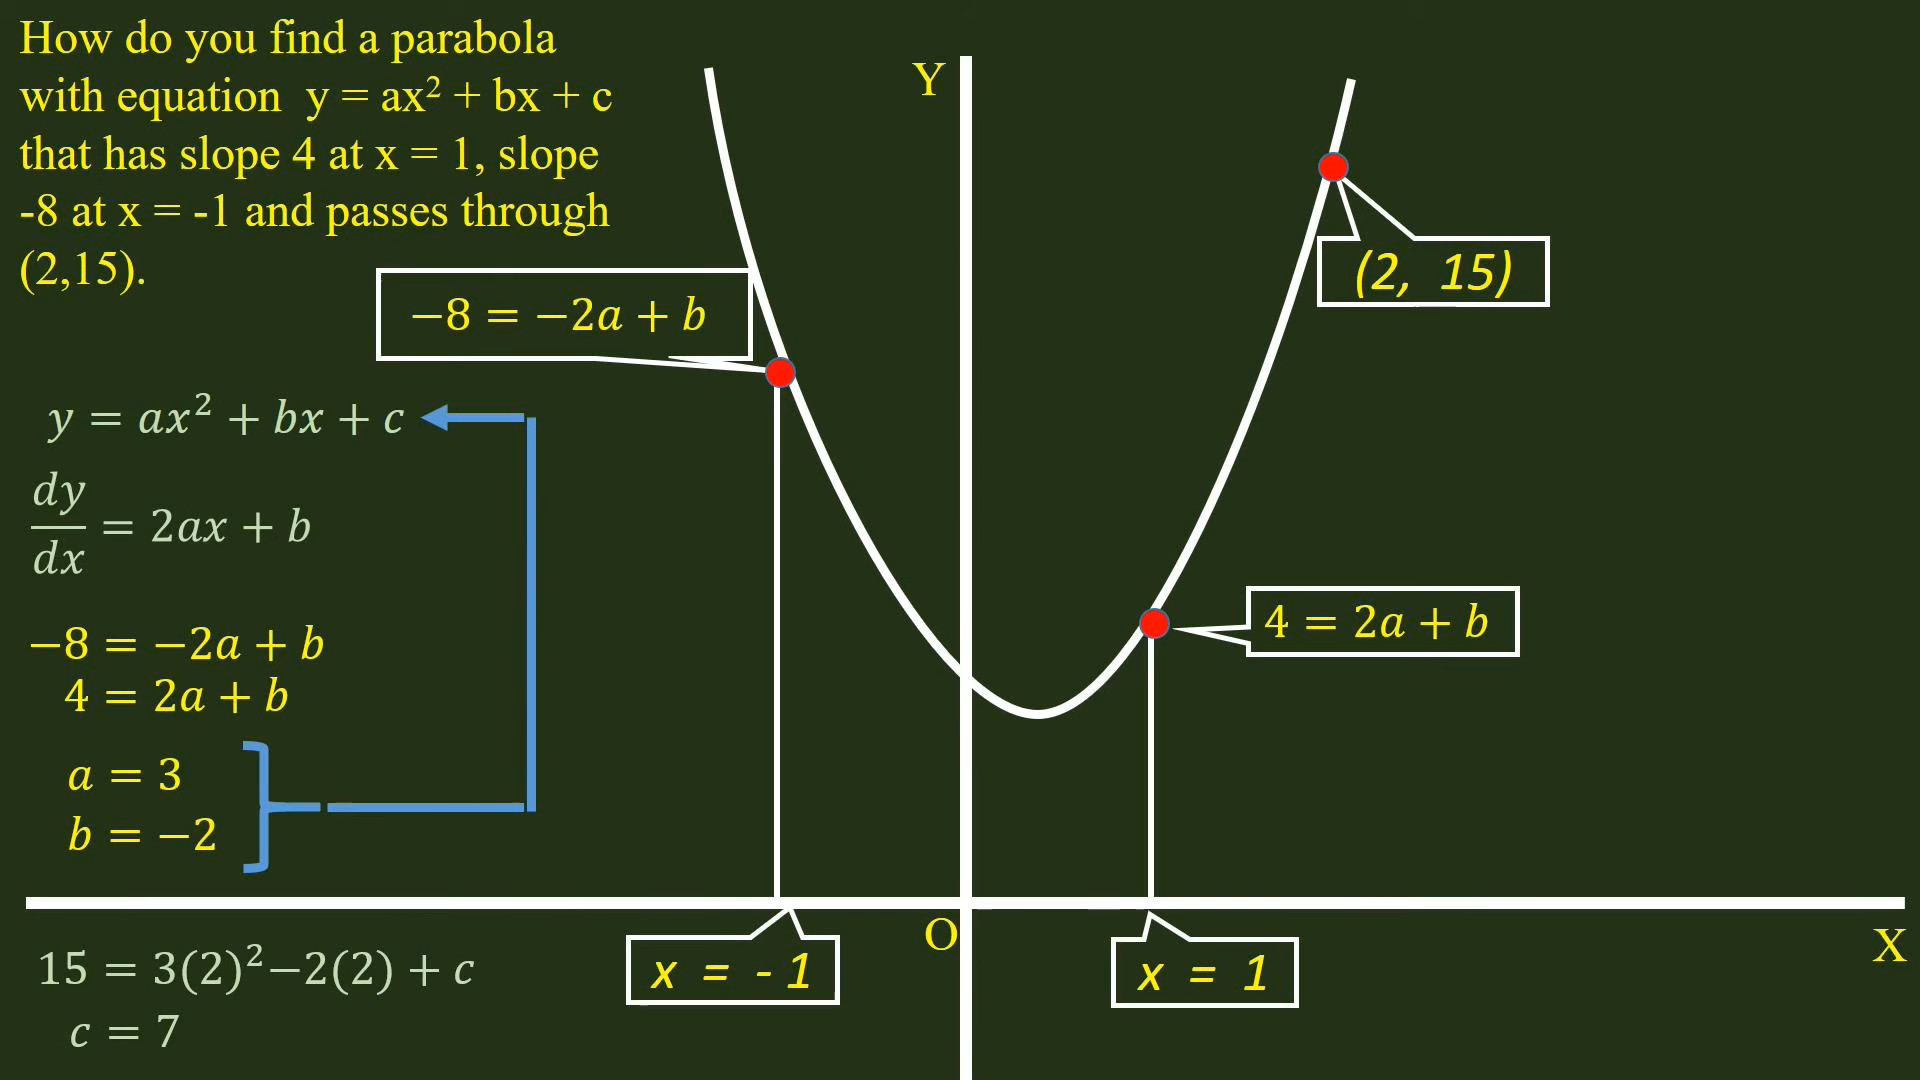 How do you find a parabola
with equation y = ax² + bx + c
that has slope 4 at x = 1, slope
-8 at x = -1 and passes through
(2,15).
Y
(2, 15)
−8 = −2a + b
y = ax² + bx + c
dy/dx = 2ax + b
4 = 2a + b
−8 = −2a + b
4 = 2a + b
a = 3
b = −2
O
X
x = - 1
x = 1
15 = 3(2)²−2(2) + c
c = 7